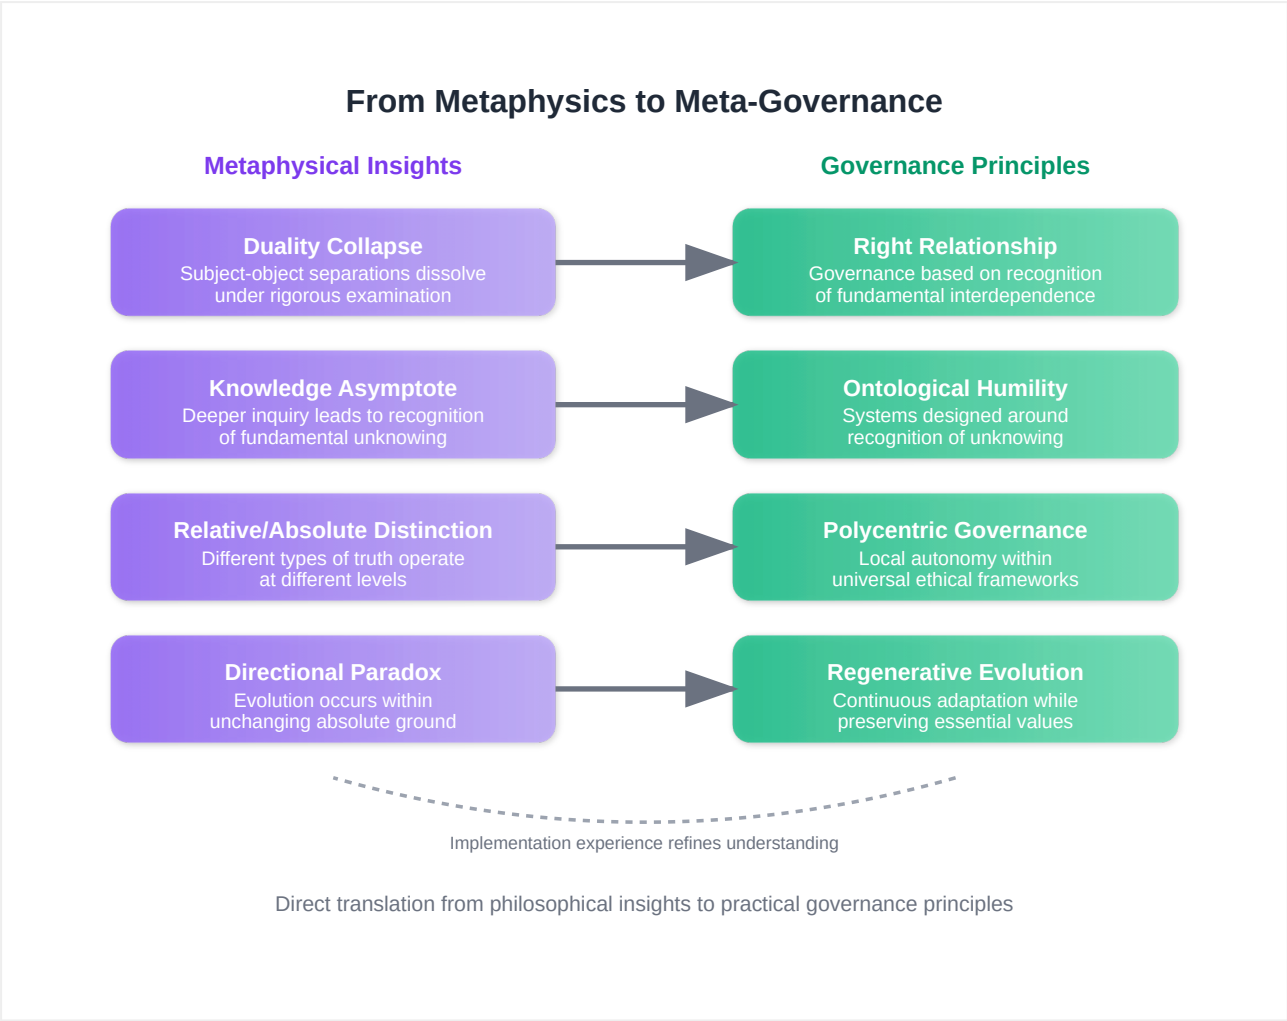 From Metaphysics to Meta-Governance
Metaphysical Insights
Governance Principles
Duality Collapse
Subject-object separations dissolve
under rigorous examination
Right Relationship
Governance based on recognition
of fundamental interdependence
Knowledge Asymptote
Deeper inquiry leads to recognition
of fundamental unknowing
Ontological Humility
Systems designed around
recognition of unknowing
Relative/Absolute Distinction
Different types of truth operate
at different levels
Polycentric Governance
Local autonomy within
universal ethical frameworks
Directional Paradox
Evolution occurs within
unchanging absolute ground
Regenerative Evolution
Continuous adaptation while
preserving essential values
Implementation experience refines understanding
Direct translation from philosophical insights to practical governance principles